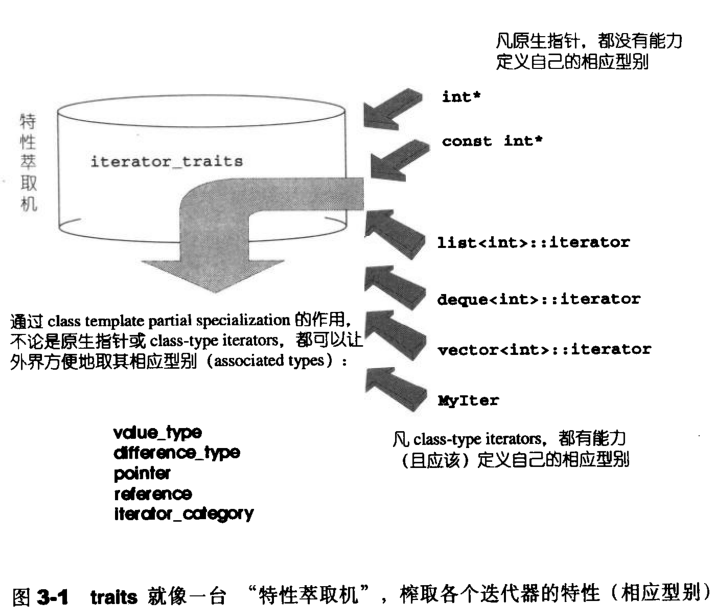 凡原生指针，都没有能力
定义自己的相应型别
int*
const int*
特
性
萃
取
机
iterator_traits
list<int>::iterator
deque<int>::iterator
vector<int>::iterator
MyIter
通过 class template partial specialization 的作用，
不论是原生指针或 class-type iterators，都可以让
外界方便地取其相应型别（associated types）：
value_type
difference_type
pointer
reference
iterator_category
凡 class-type iterators，都有能力
（且应该）定义自己的相应型别
图 3-1 traits 就像一台 “特性萃取机”，榨取各个迭代器的特性（相应型别）